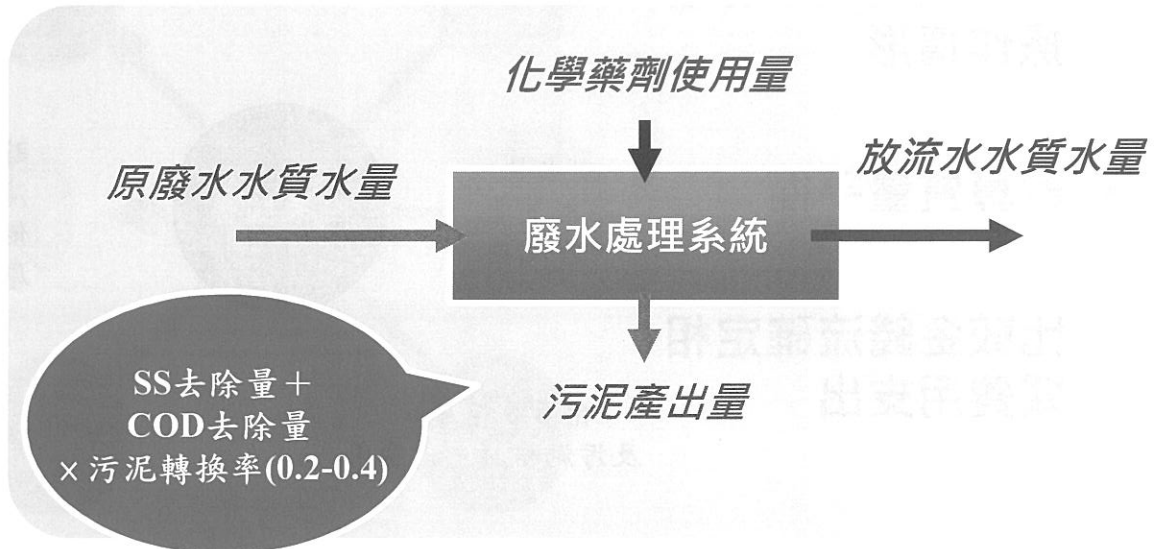 化學藥劑使用量
放流水水質水量
原廢水水質水量
廢水處理系統
SS去除量＋
COD去除量
×污泥轉換率(0.2-0.4)
污泥產出量